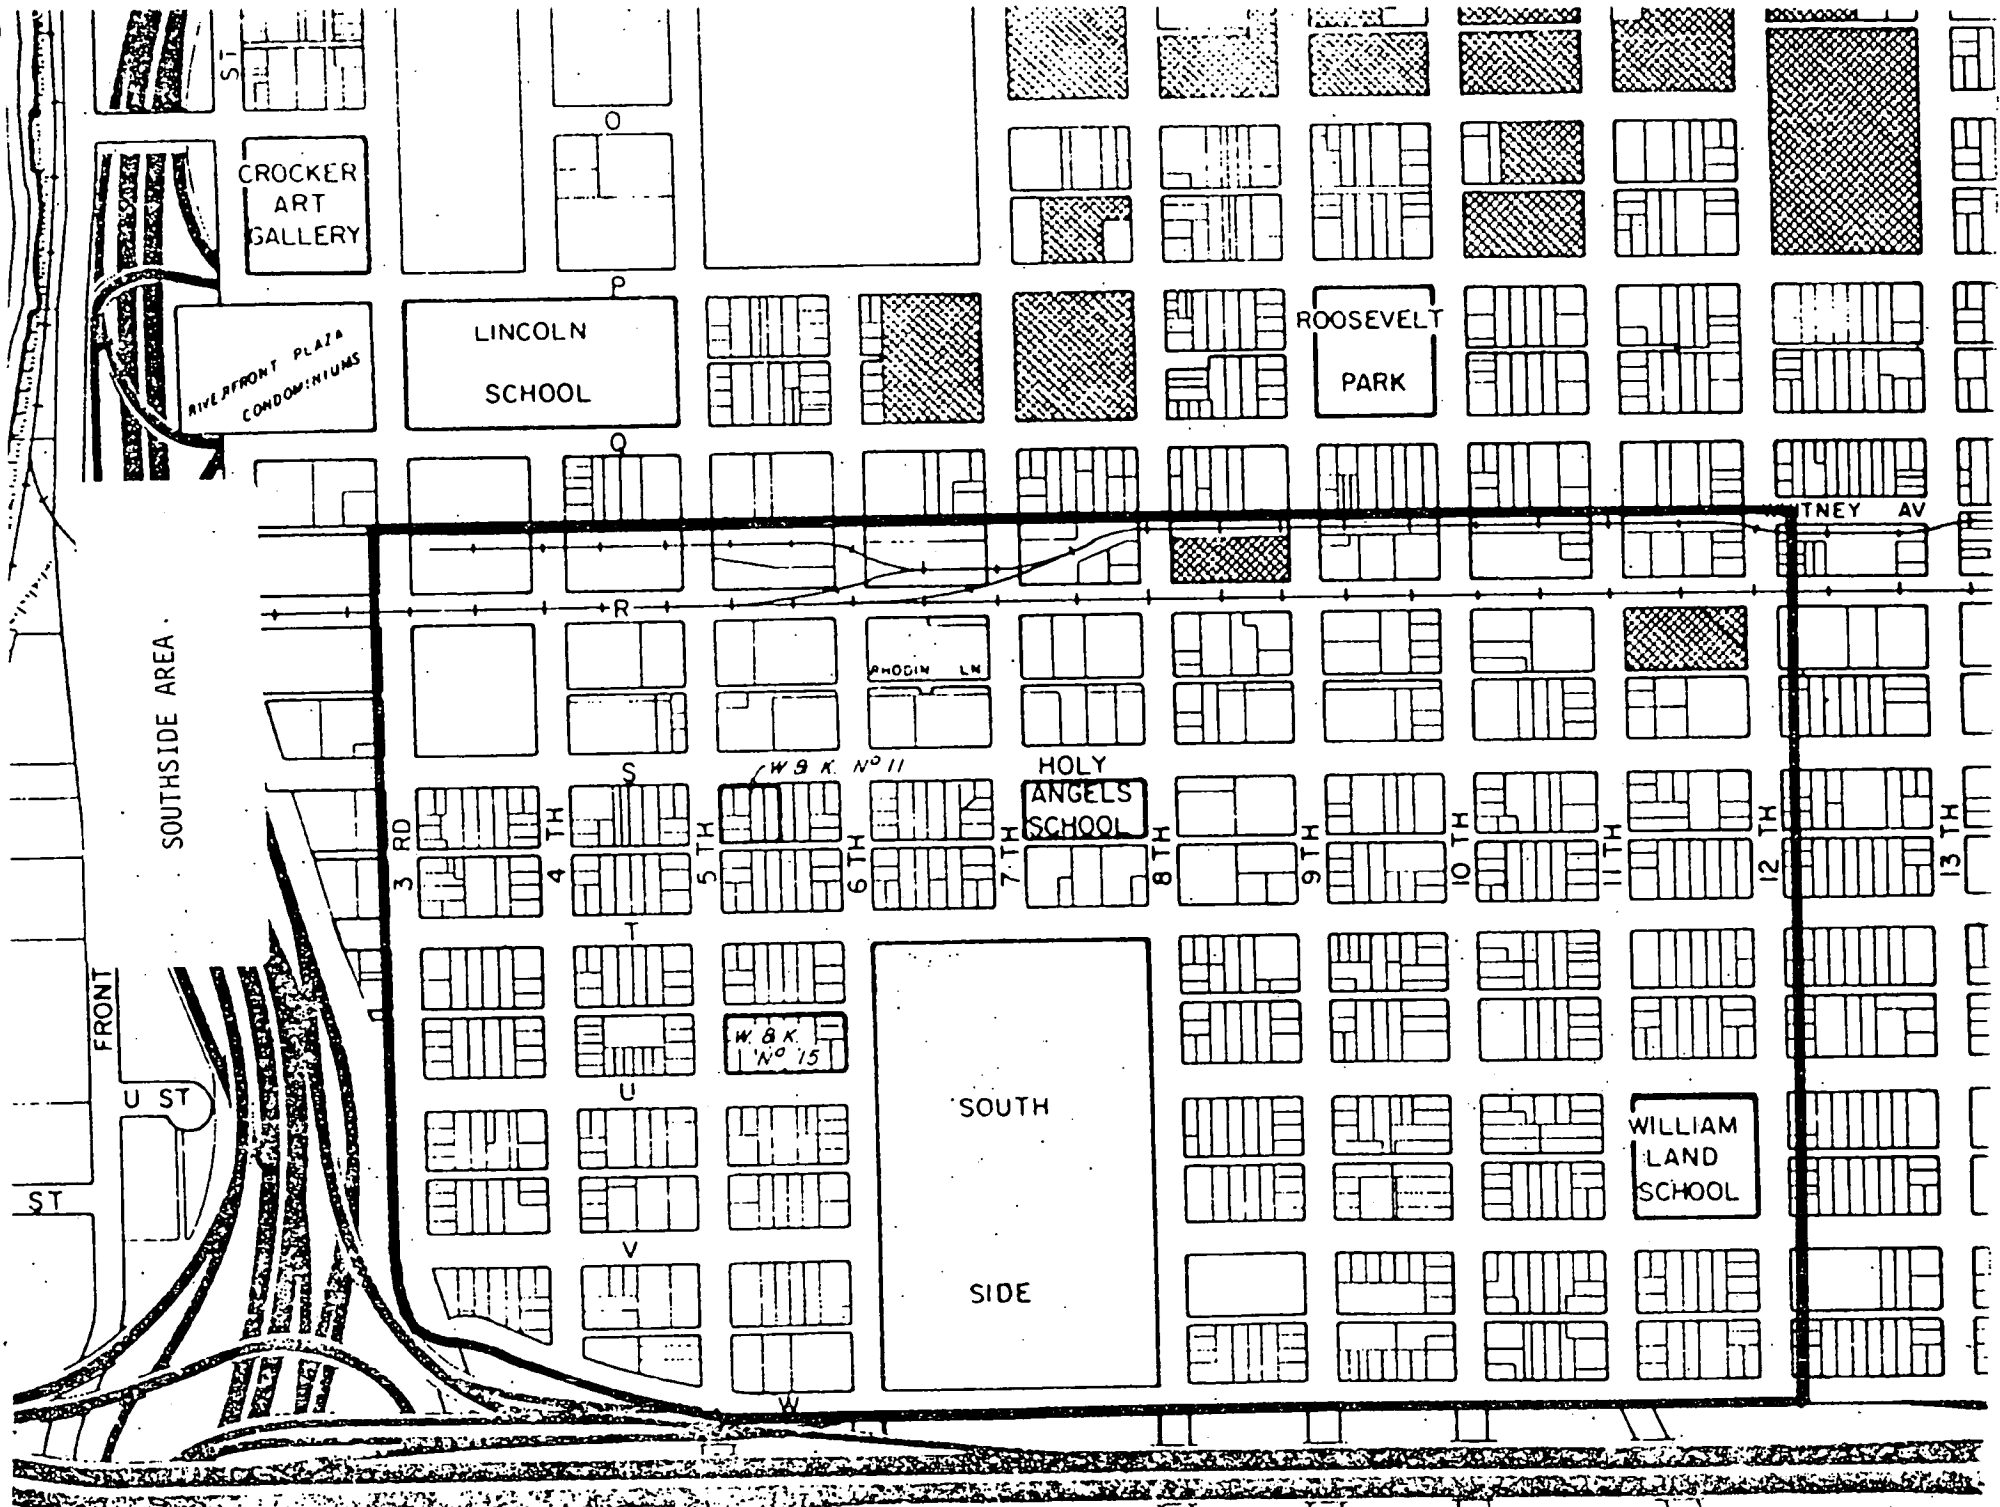 ST
O
CROCKER
ART
GALLERY
P
RIVERFRONT PLAZA
CONDOMINIUMS
LINCOLN
SCHOOL
ROOSEVELT
PARK
Q
WHITNEY AV
R
RHODIN LN
SOUTHSIDE AREA
S
W & K. Nº 11
HOLY
ANGELS
SCHOOL
3 RD
4 TH
5 TH
6 TH
7 TH
8 TH
9 TH
10 TH
11 TH
12 TH
13 TH
T
FRONT
W. & K.
Nº 15
U ST
U
SOUTH
SIDE
WILLIAM
LAND
SCHOOL
ST
V
W